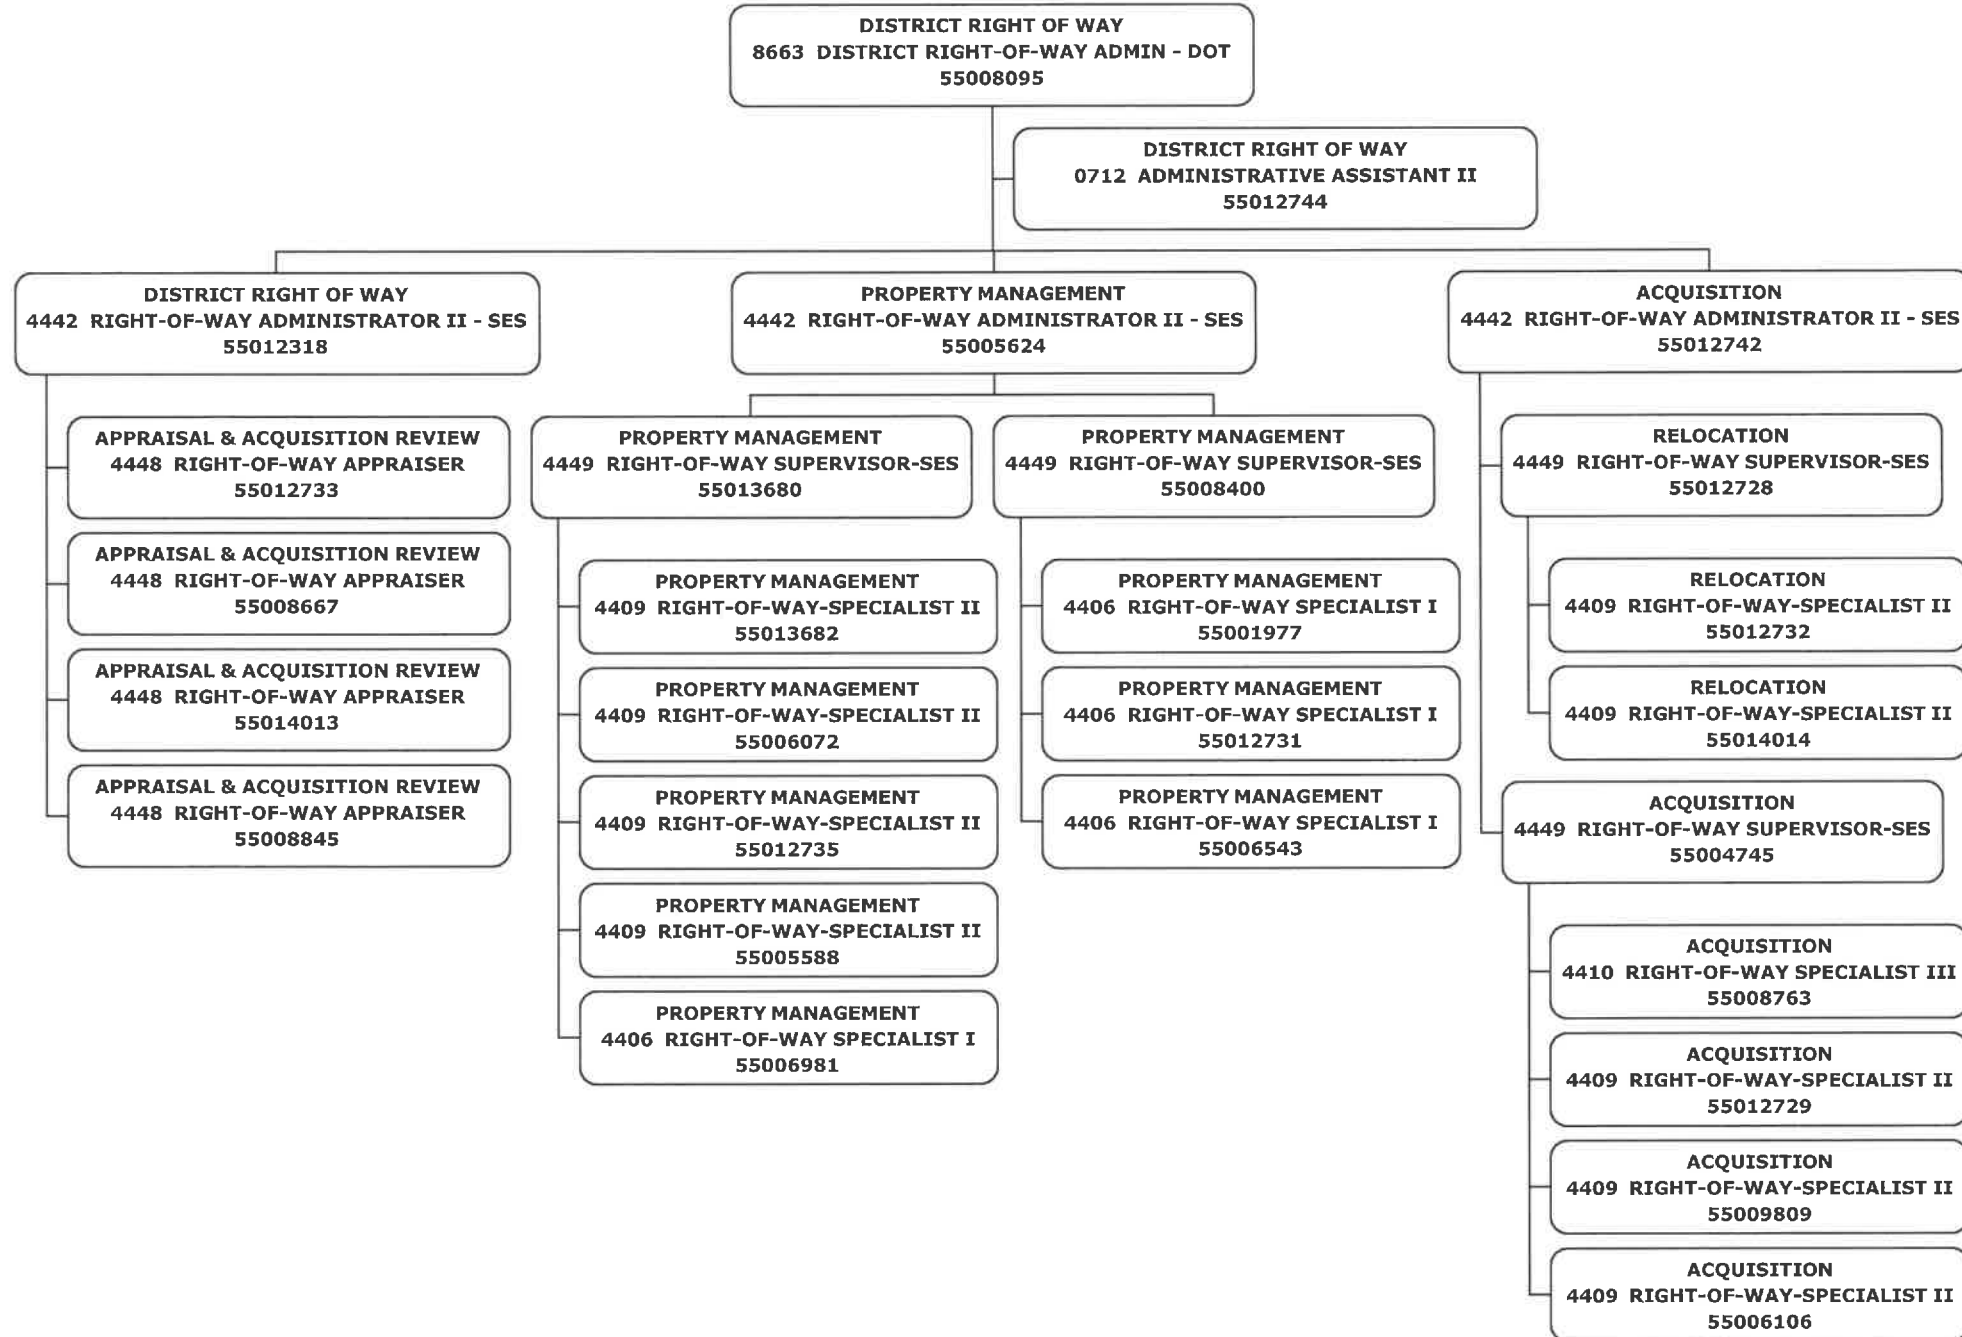 DISTRICT RIGHT OF WAY
8663 DISTRICT RIGHT-OF-WAY ADMIN - DOT
55008095
DISTRICT RIGHT OF WAY
0712 ADMINISTRATIVE ASSISTANT II
55012744
DISTRICT RIGHT OF WAY
4442 RIGHT-OF-WAY ADMINISTRATOR II - SES
55012318
APPRAISAL & ACQUISITION REVIEW
4448 RIGHT-OF-WAY APPRAISER
55012733
APPRAISAL & ACQUISITION REVIEW
4448 RIGHT-OF-WAY APPRAISER
55008667
APPRAISAL & ACQUISITION REVIEW
4448 RIGHT-OF-WAY APPRAISER
55014013
APPRAISAL & ACQUISITION REVIEW
4448 RIGHT-OF-WAY APPRAISER
55008845
PROPERTY MANAGEMENT
4442 RIGHT-OF-WAY ADMINISTRATOR II - SES
55005624
PROPERTY MANAGEMENT
4449 RIGHT-OF-WAY SUPERVISOR-SES
55013680
PROPERTY MANAGEMENT
4409 RIGHT-OF-WAY-SPECIALIST II
55013682
PROPERTY MANAGEMENT
4409 RIGHT-OF-WAY-SPECIALIST II
55006072
PROPERTY MANAGEMENT
4409 RIGHT-OF-WAY-SPECIALIST II
55012735
PROPERTY MANAGEMENT
4409 RIGHT-OF-WAY-SPECIALIST II
55005588
PROPERTY MANAGEMENT
4406 RIGHT-OF-WAY SPECIALIST I
55006981
PROPERTY MANAGEMENT
4449 RIGHT-OF-WAY SUPERVISOR-SES
55008400
PROPERTY MANAGEMENT
4406 RIGHT-OF-WAY SPECIALIST I
55001977
PROPERTY MANAGEMENT
4406 RIGHT-OF-WAY SPECIALIST I
55012731
PROPERTY MANAGEMENT
4406 RIGHT-OF-WAY SPECIALIST I
55006543
ACQUISITION
4442 RIGHT-OF-WAY ADMINISTRATOR II - SES
55012742
RELOCATION
4449 RIGHT-OF-WAY SUPERVISOR-SES
55012728
RELOCATION
4409 RIGHT-OF-WAY-SPECIALIST II
55012732
RELOCATION
4409 RIGHT-OF-WAY-SPECIALIST II
55014014
ACQUISITION
4449 RIGHT-OF-WAY SUPERVISOR-SES
55004745
ACQUISITION
4410 RIGHT-OF-WAY SPECIALIST III
55008763
ACQUISITION
4409 RIGHT-OF-WAY-SPECIALIST II
55012729
ACQUISITION
4409 RIGHT-OF-WAY-SPECIALIST II
55009809
ACQUISITION
4409 RIGHT-OF-WAY-SPECIALIST II
55006106